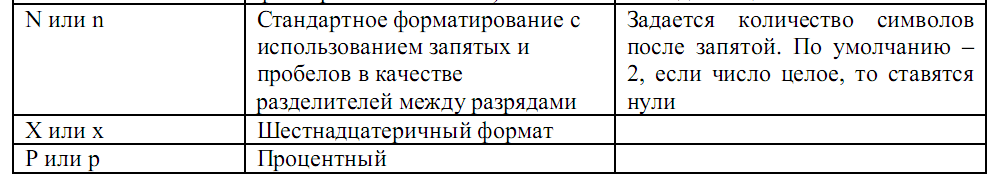 N или n
Стандартное форматирование с
использованием запятых и
пробелов в качестве
разделителей между разрядами
Задается количество символов
после запятой. По умолчанию –
2, если число целое, то ставятся
нули
X или x
Шестнадцатеричный формат
P или p
Процентный